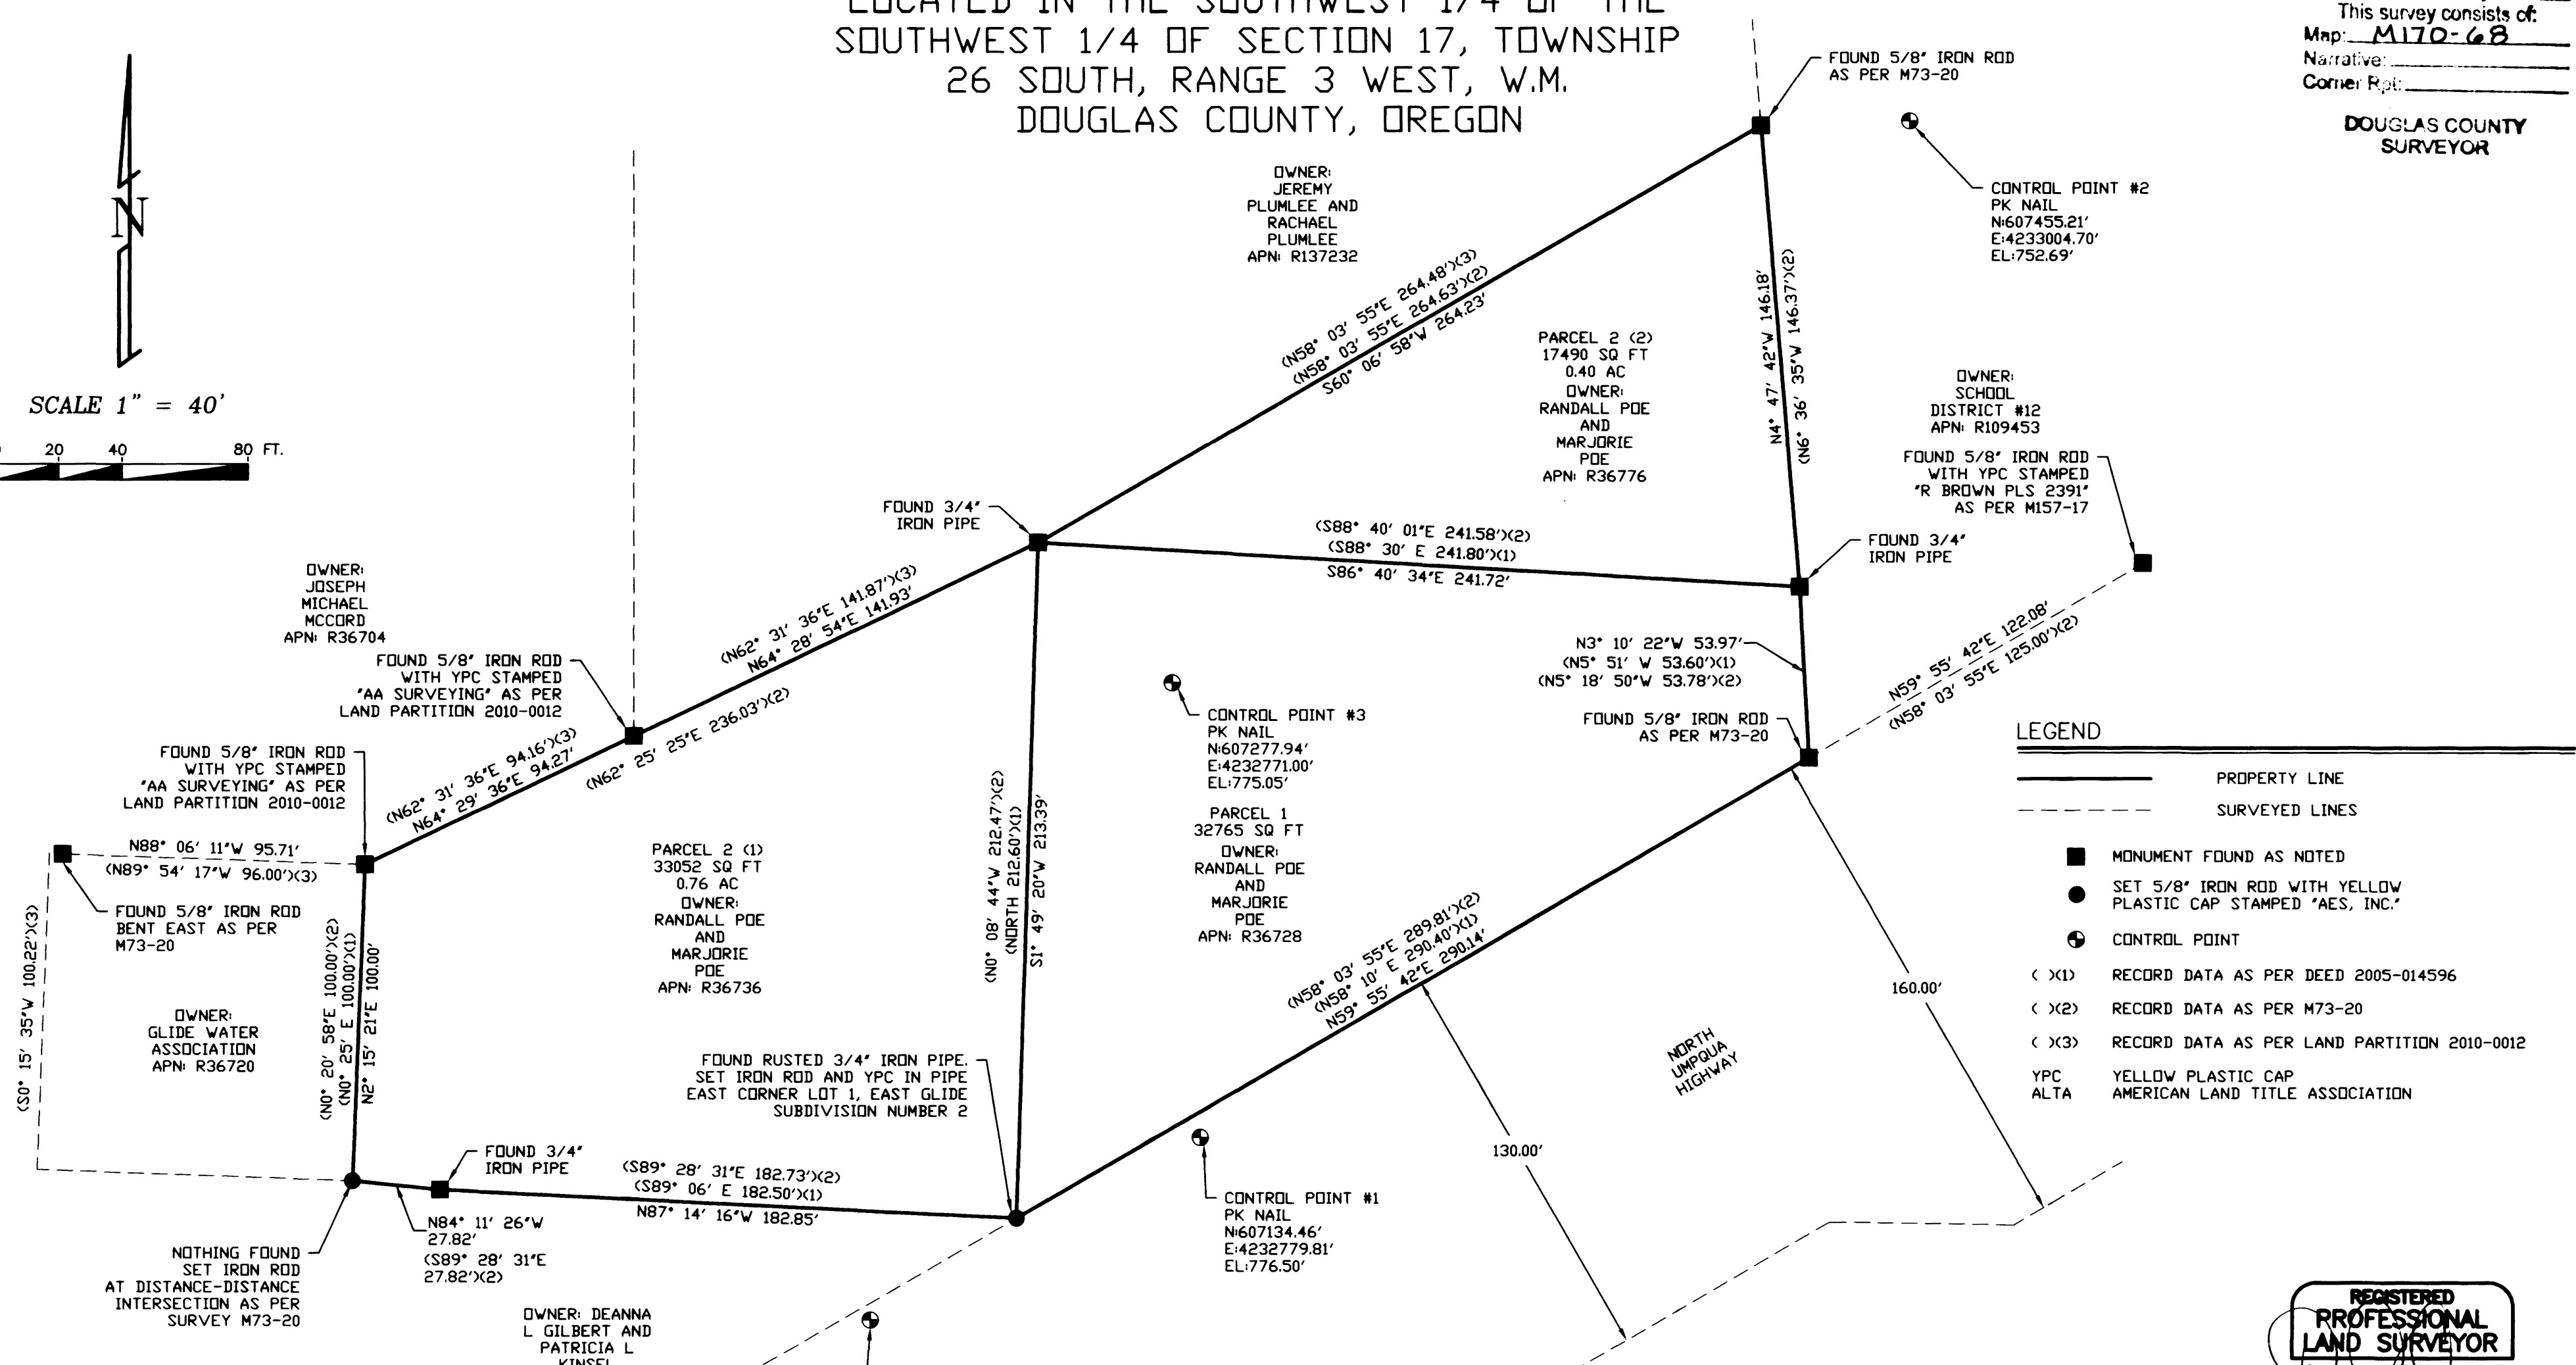 LOCATED IN THE SOUTHWEST 1/4 OF THE
SOUTHWEST 1/4 OF SECTION 17, TOWNSHIP
26 SOUTH, RANGE 3 WEST, W.M.
DOUGLAS COUNTY, OREGON
This survey consists of:
Map: M170-68
Narrative:
Corner Rpt:
DOUGLAS COUNTY
SURVEYOR
N
SCALE 1" = 40'
20 40 80 FT.
FOUND 5/8" IRON ROD
AS PER M73-20
CONTROL POINT #2
PK NAIL
N:607455.21'
E:4233004.70'
EL:752.69'
OWNER:
JEREMY
PLUMLEE AND
RACHAEL
PLUMLEE
APN: R137232
(N58° 03' 55"E 264.48')(3)
(N58° 03' 55"E 264.63')(2)
S60° 06' 58"W 264.23'
PARCEL 2 (2)
17490 SQ FT
0.40 AC
OWNER:
RANDALL POE
AND
MARJORIE
POE
APN: R36776
N4° 47' 42"W 146.18'
(N6° 36' 35"W 146.37')(2)
OWNER:
SCHOOL
DISTRICT #12
APN: R109453
FOUND 5/8" IRON ROD
WITH YPC STAMPED
"R BROWN PLS 2391"
AS PER M157-17
FOUND 3/4"
IRON PIPE
(S88° 40' 01"E 241.58')(2)
(S88° 30' E 241.80')(1)
S86° 40' 34"E 241.72'
FOUND 3/4"
IRON PIPE
OWNER:
JOSEPH
MICHAEL
MCCORD
APN: R36704
(N62° 31' 36"E 141.87')(3)
N64° 28' 54"E 141.93'
FOUND 5/8" IRON ROD
WITH YPC STAMPED
"AA SURVEYING" AS PER
LAND PARTITION 2010-0012
N3° 10' 22"W 53.97'
(N5° 51' W 53.60')(1)
(N5° 18' 50"W 53.78')(2)
N59° 55' 42"E 122.08'
(N58° 03' 55"E 125.00')(2)
FOUND 5/8" IRON ROD
AS PER M73-20
CONTROL POINT #3
PK NAIL
N:607277.94'
E:4232771.00'
EL:775.05'
FOUND 5/8" IRON ROD
WITH YPC STAMPED
"AA SURVEYING" AS PER
LAND PARTITION 2010-0012
(N62° 31' 36"E 94.16')(3)
N64° 29' 36"E 94.27'
(N62° 25' 25"E 236.03')(2)
N88° 06' 11"W 95.71'
(N89° 54' 17"W 96.00')(3)
FOUND 5/8" IRON ROD
BENT EAST AS PER
M73-20
(S0° 15' 35"W 100.22')(3)
OWNER:
GLIDE WATER
ASSOCIATION
APN: R36720
(N0° 20' 58"E 100.00')(2)
(N0° 25' E 100.00')(1)
N2° 15' 21"E 100.00'
PARCEL 2 (1)
33052 SQ FT
0.76 AC
OWNER:
RANDALL POE
AND
MARJORIE
POE
APN: R36736
(N0° 08' 44"W 212.47')(2)
(NORTH 212.60')(1)
S1° 49' 20"W 213.39'
PARCEL 1
32765 SQ FT
OWNER:
RANDALL POE
AND
MARJORIE
POE
APN: R36728
(N58° 03' 55"E 289.81')(2)
(N58° 10' E 290.40')(1)
N59° 55' 42"E 290.14'
FOUND RUSTED 3/4" IRON PIPE.
SET IRON ROD AND YPC IN PIPE
EAST CORNER LOT 1, EAST GLIDE
SUBDIVISION NUMBER 2
NORTH
UMPQUA
HIGHWAY
160.00'
130.00'
LEGEND
PROPERTY LINE
SURVEYED LINES
MONUMENT FOUND AS NOTED
SET 5/8" IRON ROD WITH YELLOW
PLASTIC CAP STAMPED "AES, INC."
CONTROL POINT
( )(1) RECORD DATA AS PER DEED 2005-014596
( )(2) RECORD DATA AS PER M73-20
( )(3) RECORD DATA AS PER LAND PARTITION 2010-0012
YPC YELLOW PLASTIC CAP
ALTA AMERICAN LAND TITLE ASSOCIATION
FOUND 3/4"
IRON PIPE
(S89° 28' 31"E 182.73')(2)
(S89° 06' E 182.50')(1)
N87° 14' 16"W 182.85'
N84° 11' 26"W
27.82'
(S89° 28' 31"E
27.82')(2)
NOTHING FOUND
SET IRON ROD
AT DISTANCE-DISTANCE
INTERSECTION AS PER
SURVEY M73-20
CONTROL POINT #1
PK NAIL
N:607134.46'
E:4232779.81'
EL:776.50'
OWNER: DEANNA
L GILBERT AND
PATRICIA L
KINSEL
REGISTERED
PROFESSIONAL
LAND SURVEYOR